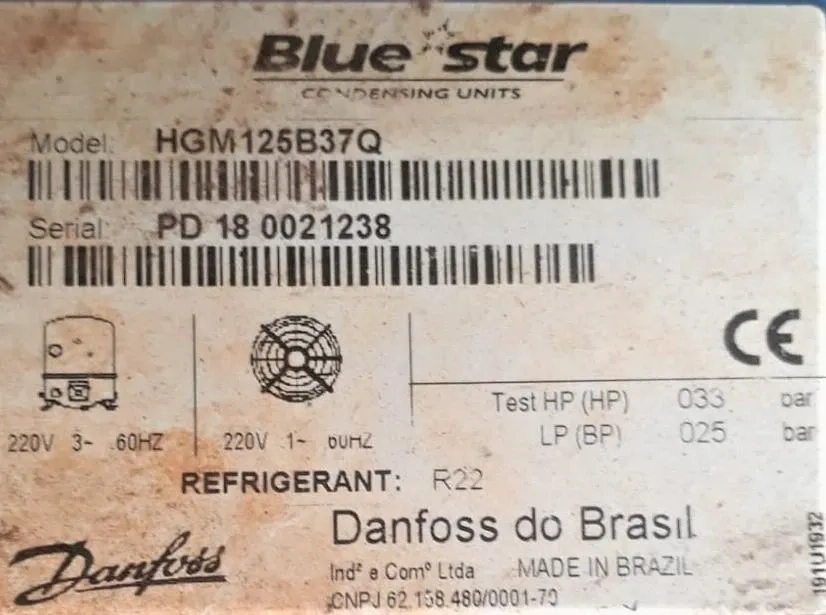 Blue star
CONDENSING UNITS
Model: HGM125B37Q
Serial: PD 18 0021238
CE
Test HP (HP) 033 bar
LP (BP) 025 bar
220V 3~ 60HZ 220V 1~ 60HZ
REFRIGERANT: R22
Danfoss do Brasil
Danfoss
Indª e Comº Ltda MADE IN BRAZIL
CNPJ 62.158.480/0001-70
191U1932